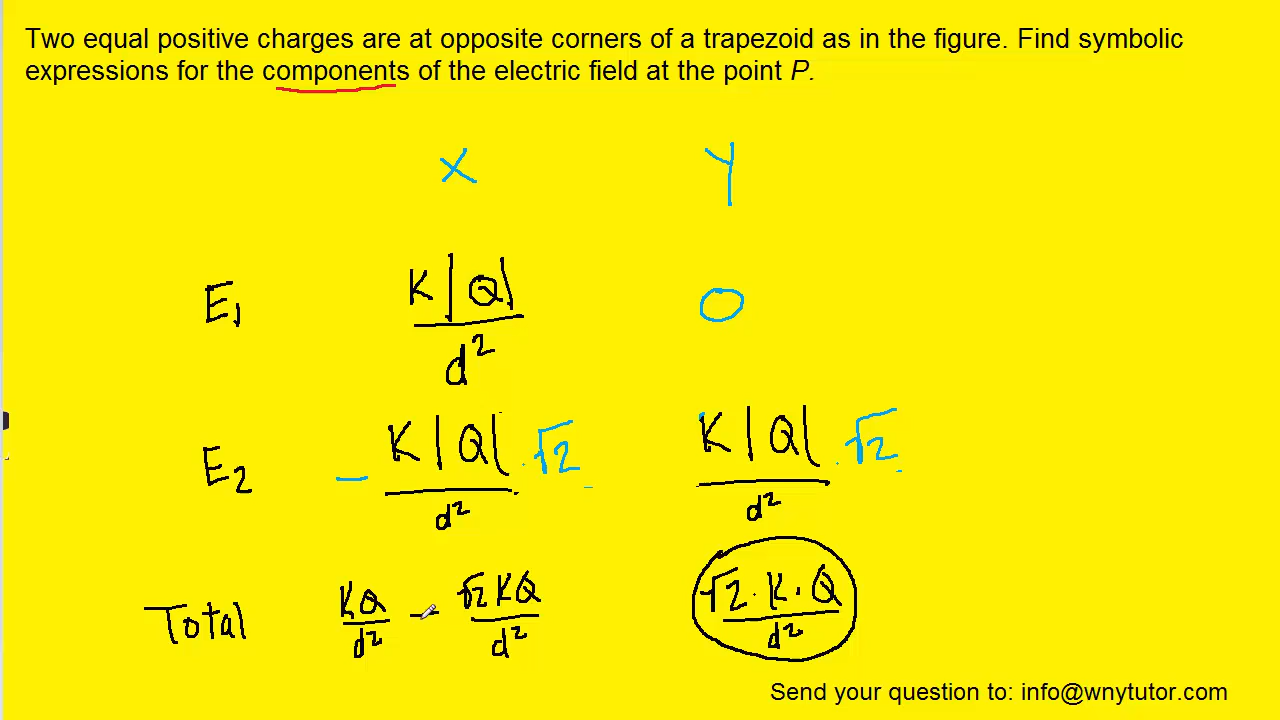 Two equal positive charges are at opposite corners of a trapezoid as in the figure. Find symbolic
expressions for the components of the electric field at the point P.
X Y
E₁ K|Q|/d² 0
E₂ - K|Q|/d² · √2 K|Q|/d² · √2
Total KQ/d² - √2KQ/d² √2·K·Q/d²
Send your question to: info@wnytutor.com